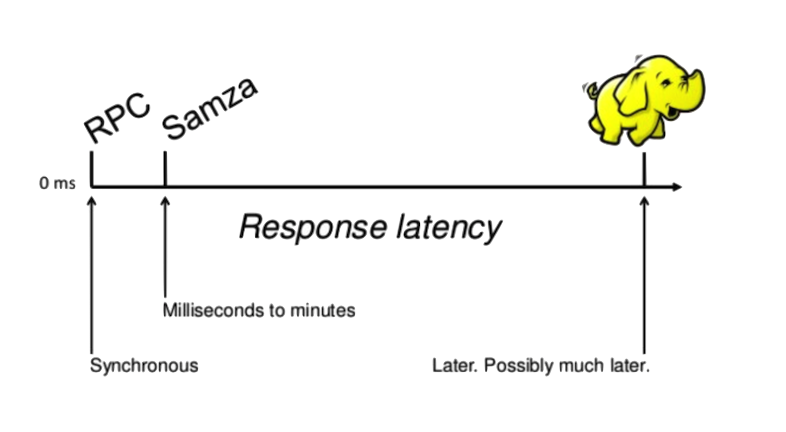 RPC
Samza
0 ms
Response latency
Milliseconds to minutes
Synchronous
Later. Possibly much later.